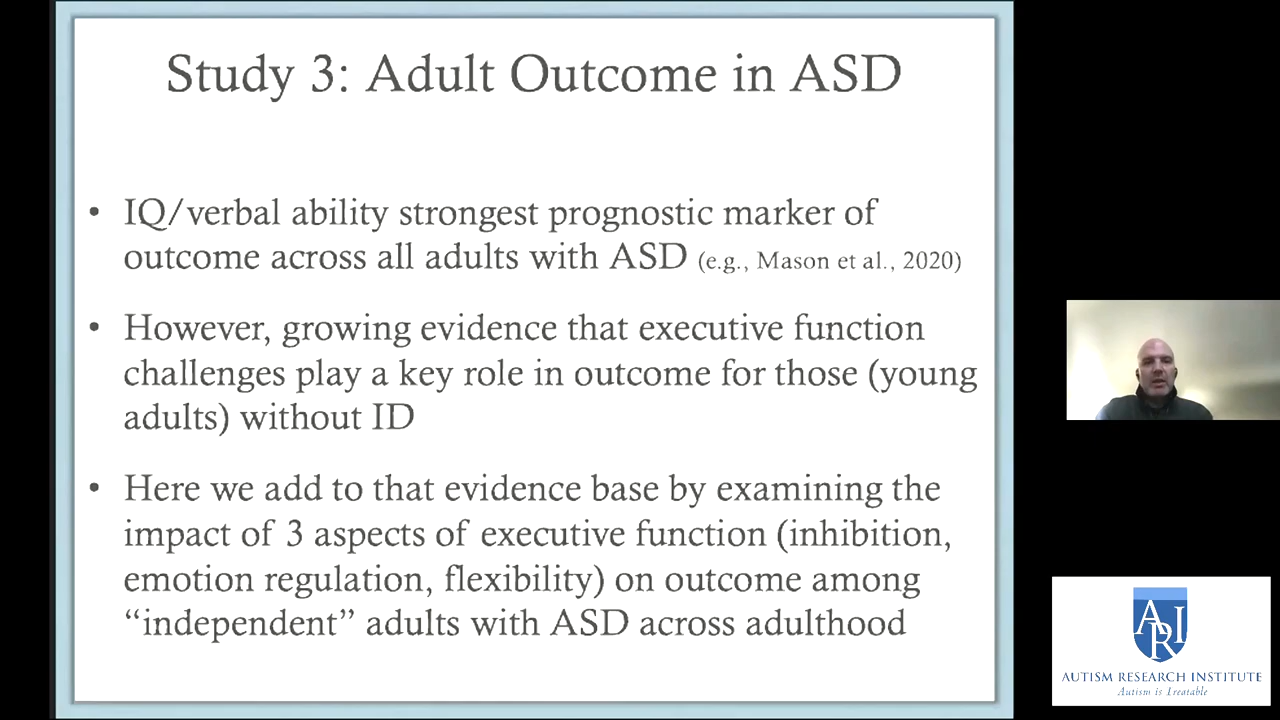 Study 3: Adult Outcome in ASD
• IQ/verbal ability strongest prognostic marker of
outcome across all adults with ASD (e.g., Mason et al., 2020)
• However, growing evidence that executive function
challenges play a key role in outcome for those (young
adults) without ID
• Here we add to that evidence base by examining the
impact of 3 aspects of executive function (inhibition,
emotion regulation, flexibility) on outcome among
“independent” adults with ASD across adulthood
ARI
AUTISM RESEARCH INSTITUTE
Autism is Treatable